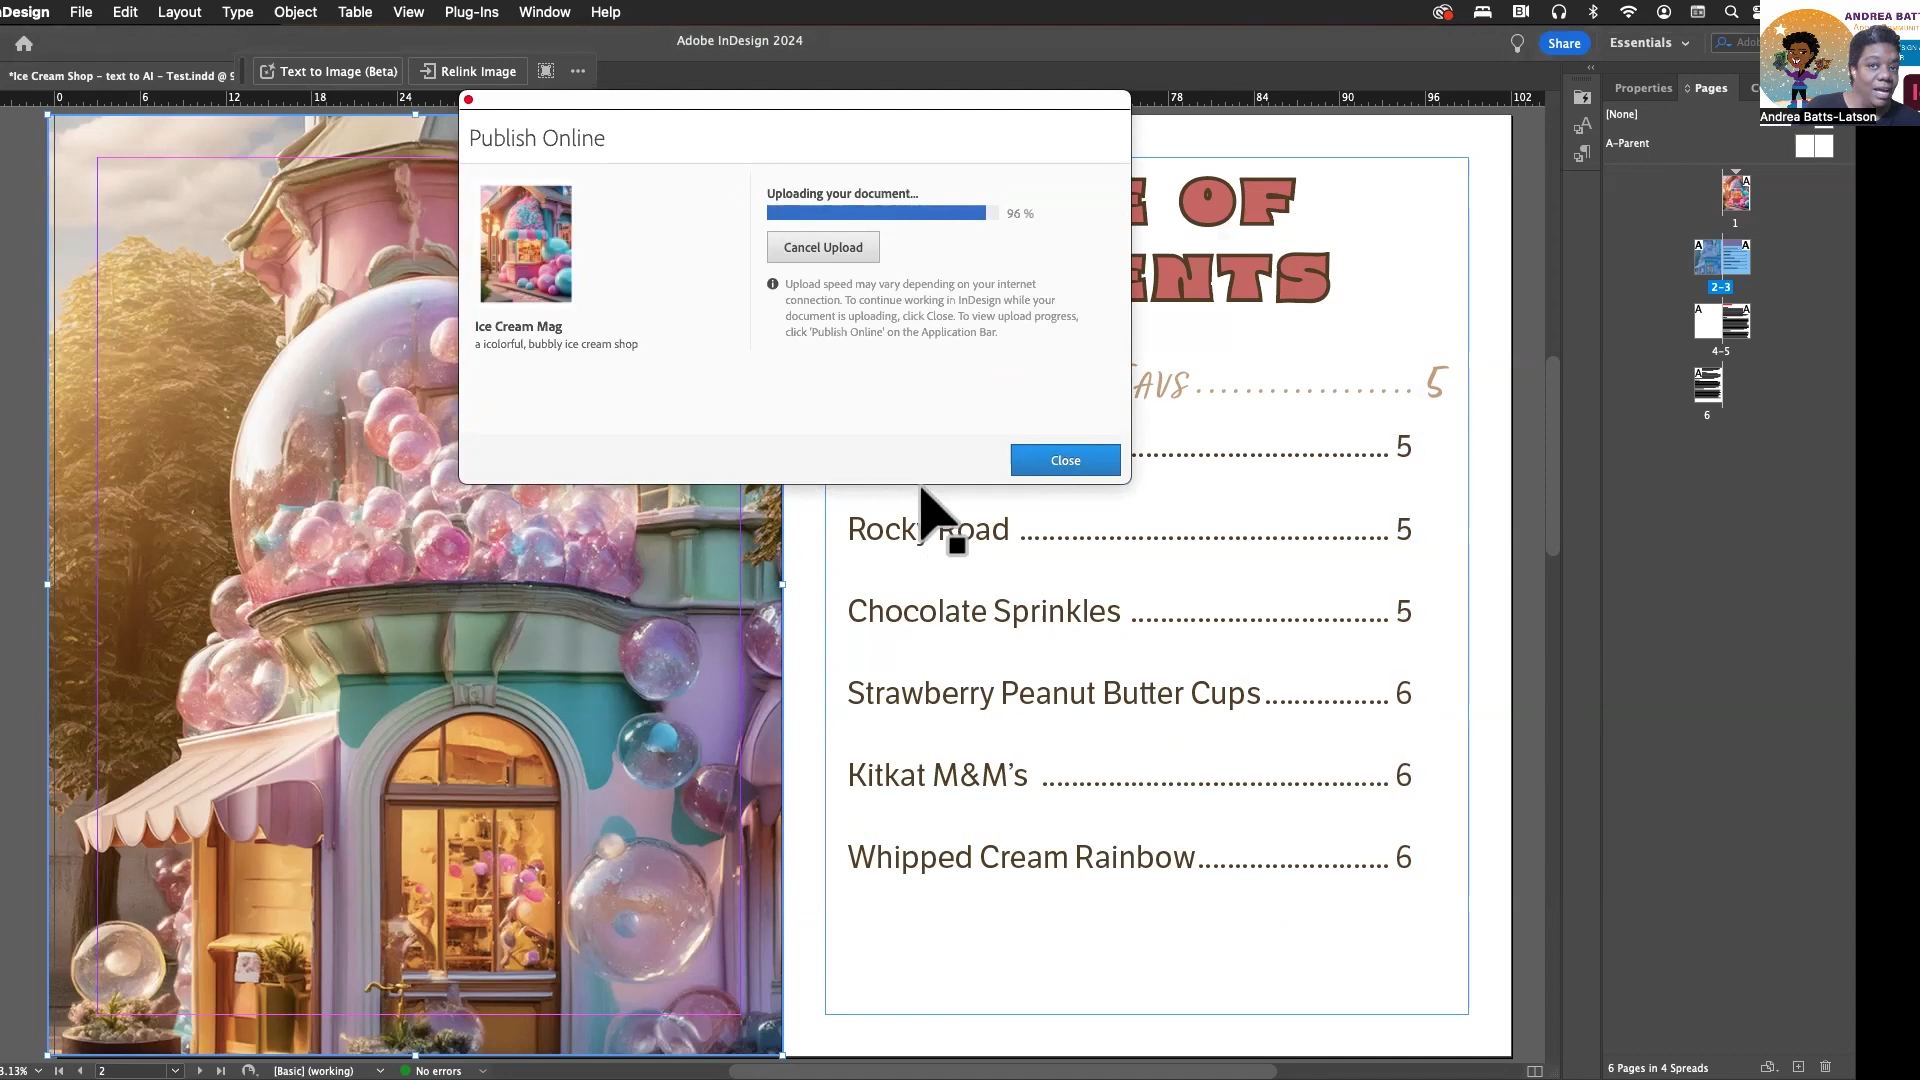 nDesign File Edit Layout Type Object Table View Plug-Ins Window Help
Adobe InDesign 2024
Share
Essentials
ANDREA BATT
Andrea Batts-Latson
*Ice Cream Shop – text to AI – Test.indd @ 9
Text to Image (Beta)
Relink Image
0 6 12 18 24 78 84 90 96 102
Publish Online
Ice Cream Mag
a icolorful, bubbly ice cream shop
Uploading your document...
96 %
Cancel Upload
Upload speed may vary depending on your internet
connection. To continue working in InDesign while your
document is uploading, click Close. To view upload progress,
click 'Publish Online' on the Application Bar.
Close
E OF
ENTS
FAVS ................. 5
.................................. 5
Rocky Road .................................. 5
Chocolate Sprinkles .................................. 5
Strawberry Peanut Butter Cups ................ 6
Kitkat M&M's .................................. 6
Whipped Cream Rainbow ......................... 6
Properties
Pages
[None]
A-Parent
A
1
A A
2-3
A A
4-5
A
6
6 Pages in 4 Spreads
3.13%
2
[Basic] (working)
No errors